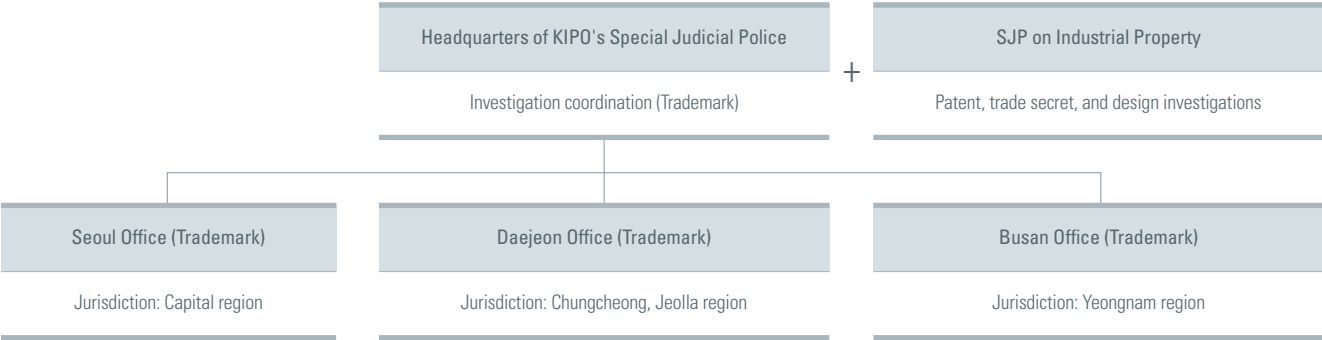 Headquarters of KIPO's Special Judicial Police
Investigation coordination (Trademark)
+
SJP on Industrial Property
Patent, trade secret, and design investigations
Seoul Office (Trademark)
Jurisdiction: Capital region
Daejeon Office (Trademark)
Jurisdiction: Chungcheong, Jeolla region
Busan Office (Trademark)
Jurisdiction: Yeongnam region